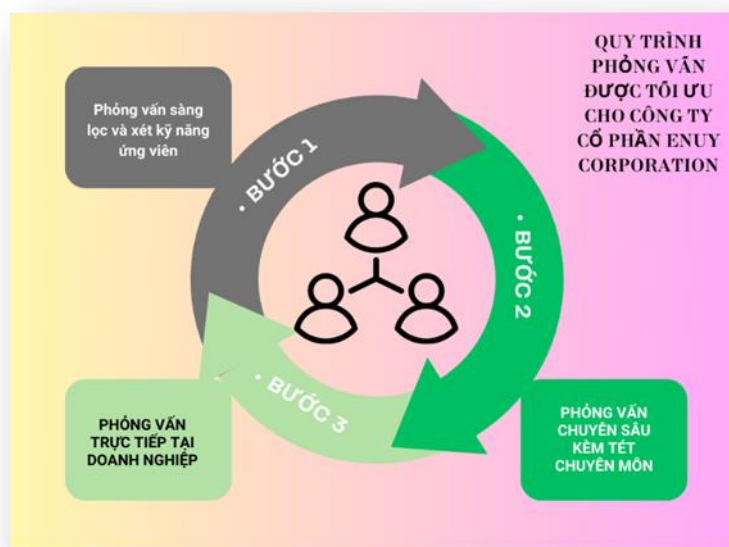 QUY TRÌNH
PHỎNG VẤN
ĐƯỢC TỐI ƯU
CHO CÔNG TY
CỔ PHẦN ENUY
CORPORATION
Phỏng vấn sàng
lọc và xét kỹ năng
ứng viên
• BƯỚC 1
• BƯỚC 2
PHỎNG VẤN
CHUYÊN SÂU
KÈM TÉT
CHUYÊN MÔN
• BƯỚC 3
PHỎNG VẤN
TRỰC TIẾP TẠI
DOANH NGHIỆP